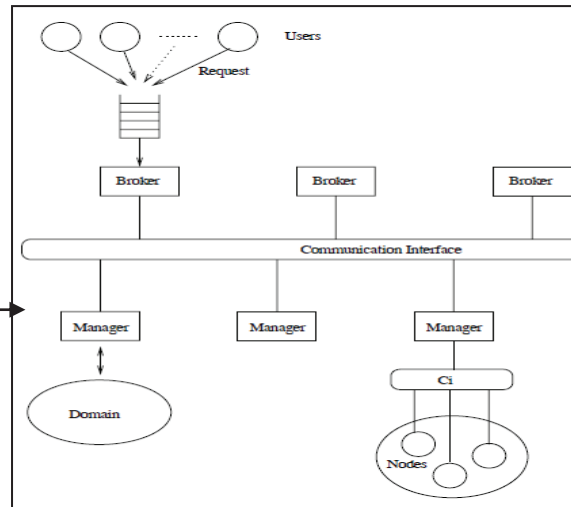 Users
Request
Broker
Broker
Broker
Communication Interface
Manager
Manager
Manager
Ci
Domain
Nodes